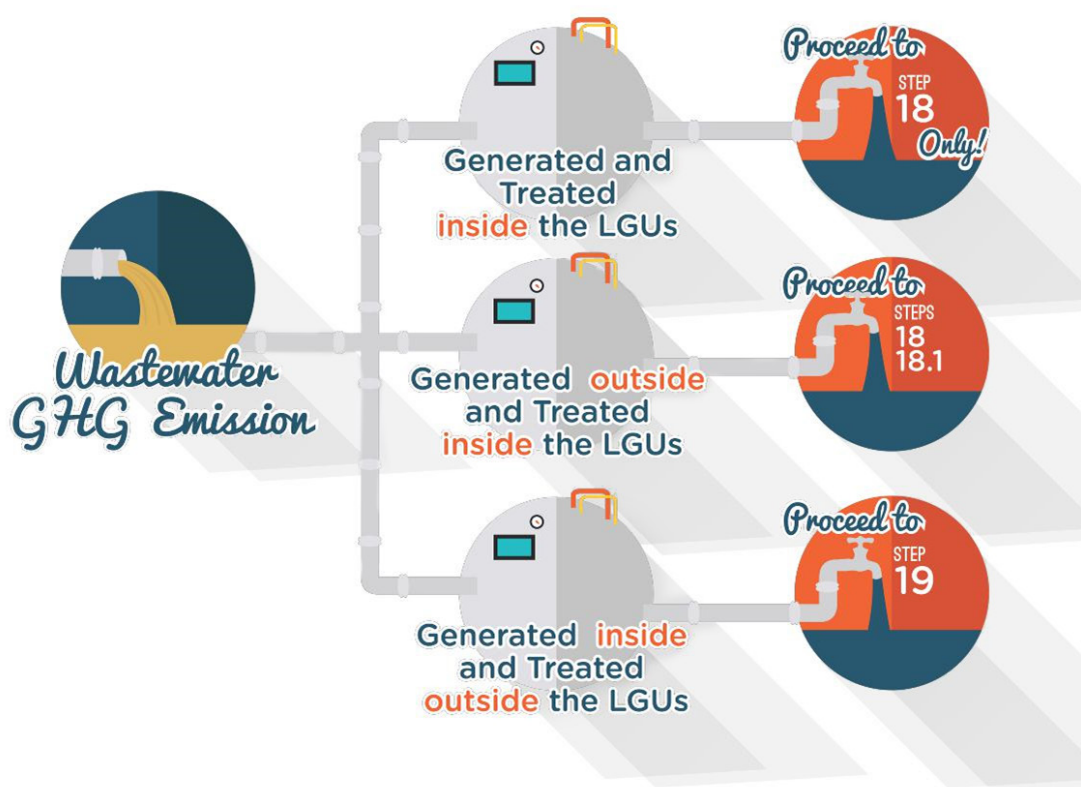 Wastewater
GHG Emission
Generated and
Treated
inside the LGUs
Proceed to
STEP
18
Only!
Generated outside
and Treated
inside the LGUs
Proceed to
STEPS
18
18.1
Generated inside
and Treated
outside the LGUs
Proceed to
STEP
19